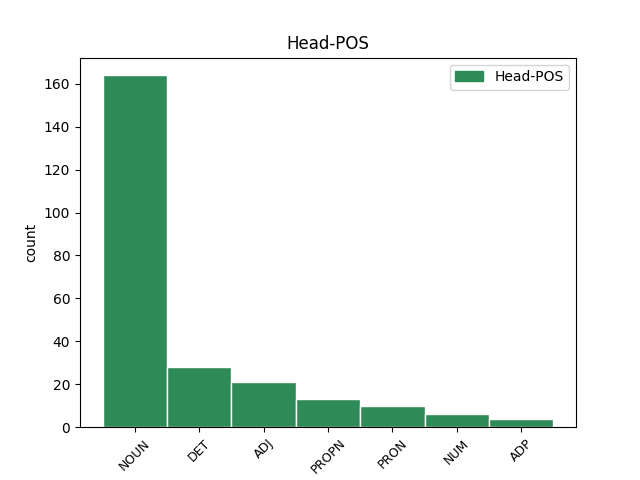 Head-POS
Head-POS
count
160
140
120
100
80
60
40
20
0
NOUN
DET
ADJ
PROPN
PRON
NUM
ADP